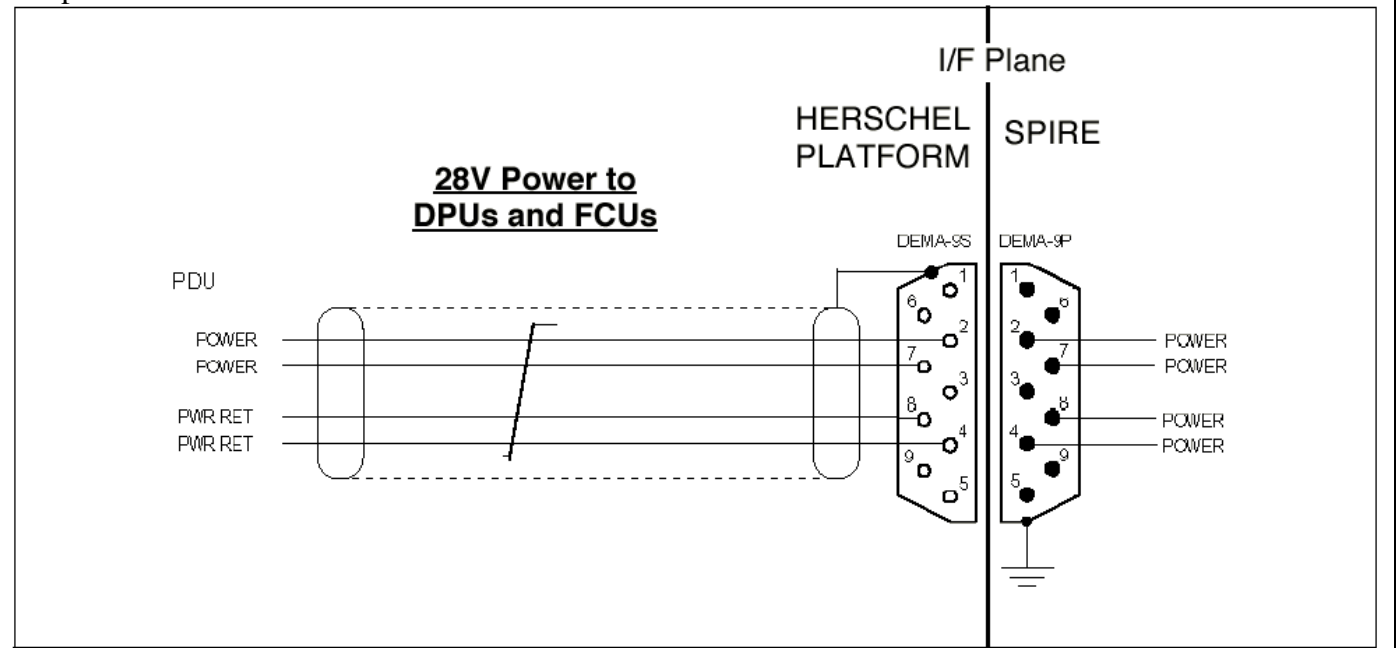 I/F Plane
HERSCHEL
PLATFORM
SPIRE
28V Power to
DPUs and FCUs
DEMA-9S
DEMA-9P
PDU
1
6
2
7
3
8
4
9
5
1
6
2
7
3
8
4
9
5
POWER
POWER
PWR RET
PWR RET
POWER
POWER
POWER
POWER